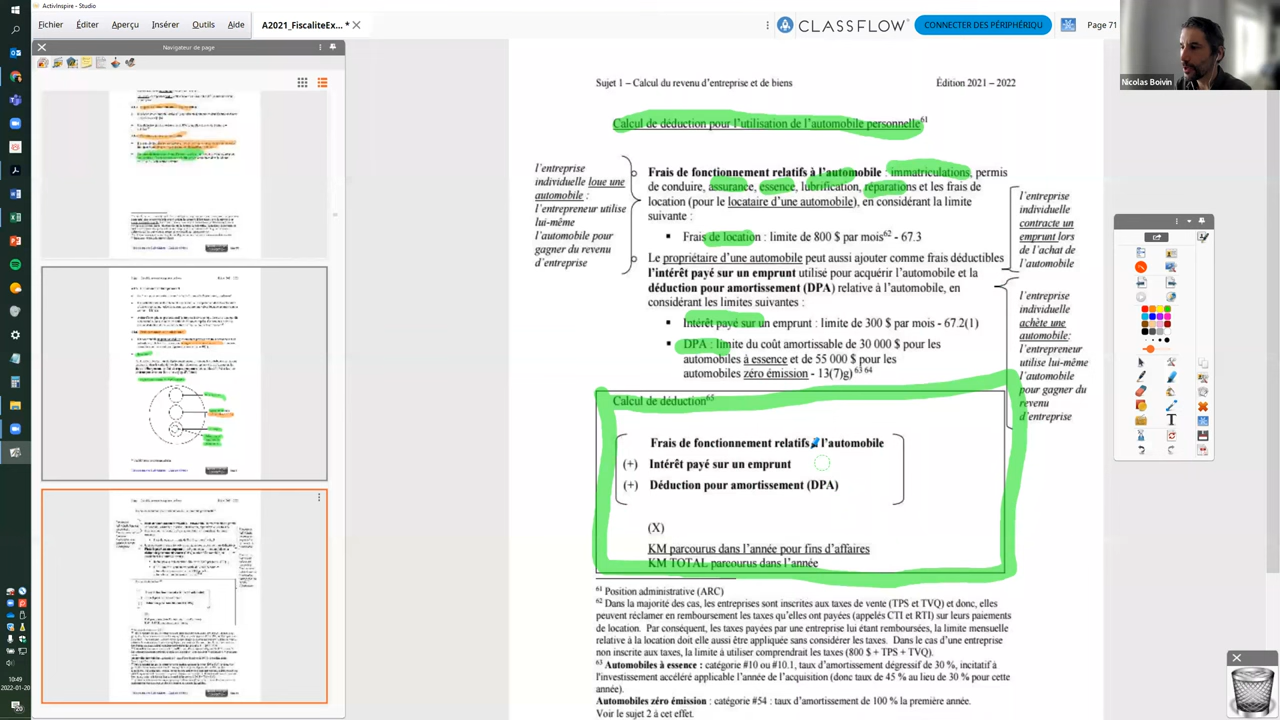 ActivInspire - Studio
Fichier Éditer Aperçu Insérer Outils Aide
A2021_FiscaliteEx... *
CLASSFLOW
CONNECTER DES PÉRIPHÉRIQU
Page 71
Nicolas Boivin
Navigateur de page
Sujet 1 – Calcul du revenu d'entreprise et de biens
Édition 2021 – 2022
Calcul de déduction pour l'utilisation de l'automobile personnelle61
l'entreprise
individuelle loue une
automobile :
l'entrepreneur utilise
lui-même
l'automobile pour
gagner du revenu
d'entreprise
Frais de fonctionnement relatifs à l'automobile : immatriculations, permis
de conduire, assurance, essence, lubrification, réparations et les frais de
location (pour le locataire d'une automobile), en considérant la limite
suivante :
Frais de location : limite de 800 $ par mois62 - 67.3
Le propriétaire d'une automobile peut aussi ajouter comme frais déductibles
l'intérêt payé sur un emprunt utilisé pour acquérir l'automobile et la
déduction pour amortissement (DPA) relative à l'automobile, en
considérant les limites suivantes :
Intérêt payé sur un emprunt : limite de 300 $ par mois - 67.2(1)
DPA : limite du coût amortissable de 30 000 $ pour les
automobiles à essence et de 55 000 $ pour les
automobiles zéro émission - 13(7)g) 63 64
l'entreprise
individuelle
contracte un
emprunt lors
de l'achat de
l'automobile
l'entreprise
individuelle
achète une
automobile;
l'entrepreneur
utilise lui-même
l'automobile
pour gagner du
revenu
d'entreprise
Calcul de déduction65
Frais de fonctionnement relatifs à l'automobile
(+) Intérêt payé sur un emprunt
(+) Déduction pour amortissement (DPA)
(X)
KM parcourus dans l'année pour fins d'affaires
KM TOTAL parcourus dans l'année
61 Position administrative (ARC)
62 Dans la majorité des cas, les entreprises sont inscrites aux taxes de vente (TPS et TVQ) et donc, elles
peuvent réclamer en remboursement les taxes qu'elles ont payées (appelés CTI et RTI) sur leurs paiements
de location. Par conséquent, les taxes payées par une entreprise lui étant remboursées, la limite mensuelle
relative à la location doit elle aussi être appliquée sans considérer les taxes. Dans le cas d'une entreprise
non inscrite aux taxes, la limite à utiliser comprendrait les taxes (800 $ + TPS + TVQ).
63 Automobiles à essence : catégorie #10 ou #10.1, taux d'amortissement dégressif de 30 %, incitatif à
l'investissement accéléré applicable l'année de l'acquisition (donc taux de 45 % au lieu de 30 % pour cette
année).
Automobiles zéro émission : catégorie #54 : taux d'amortissement de 100 % la première année.
Voir le sujet 2 à cet effet.